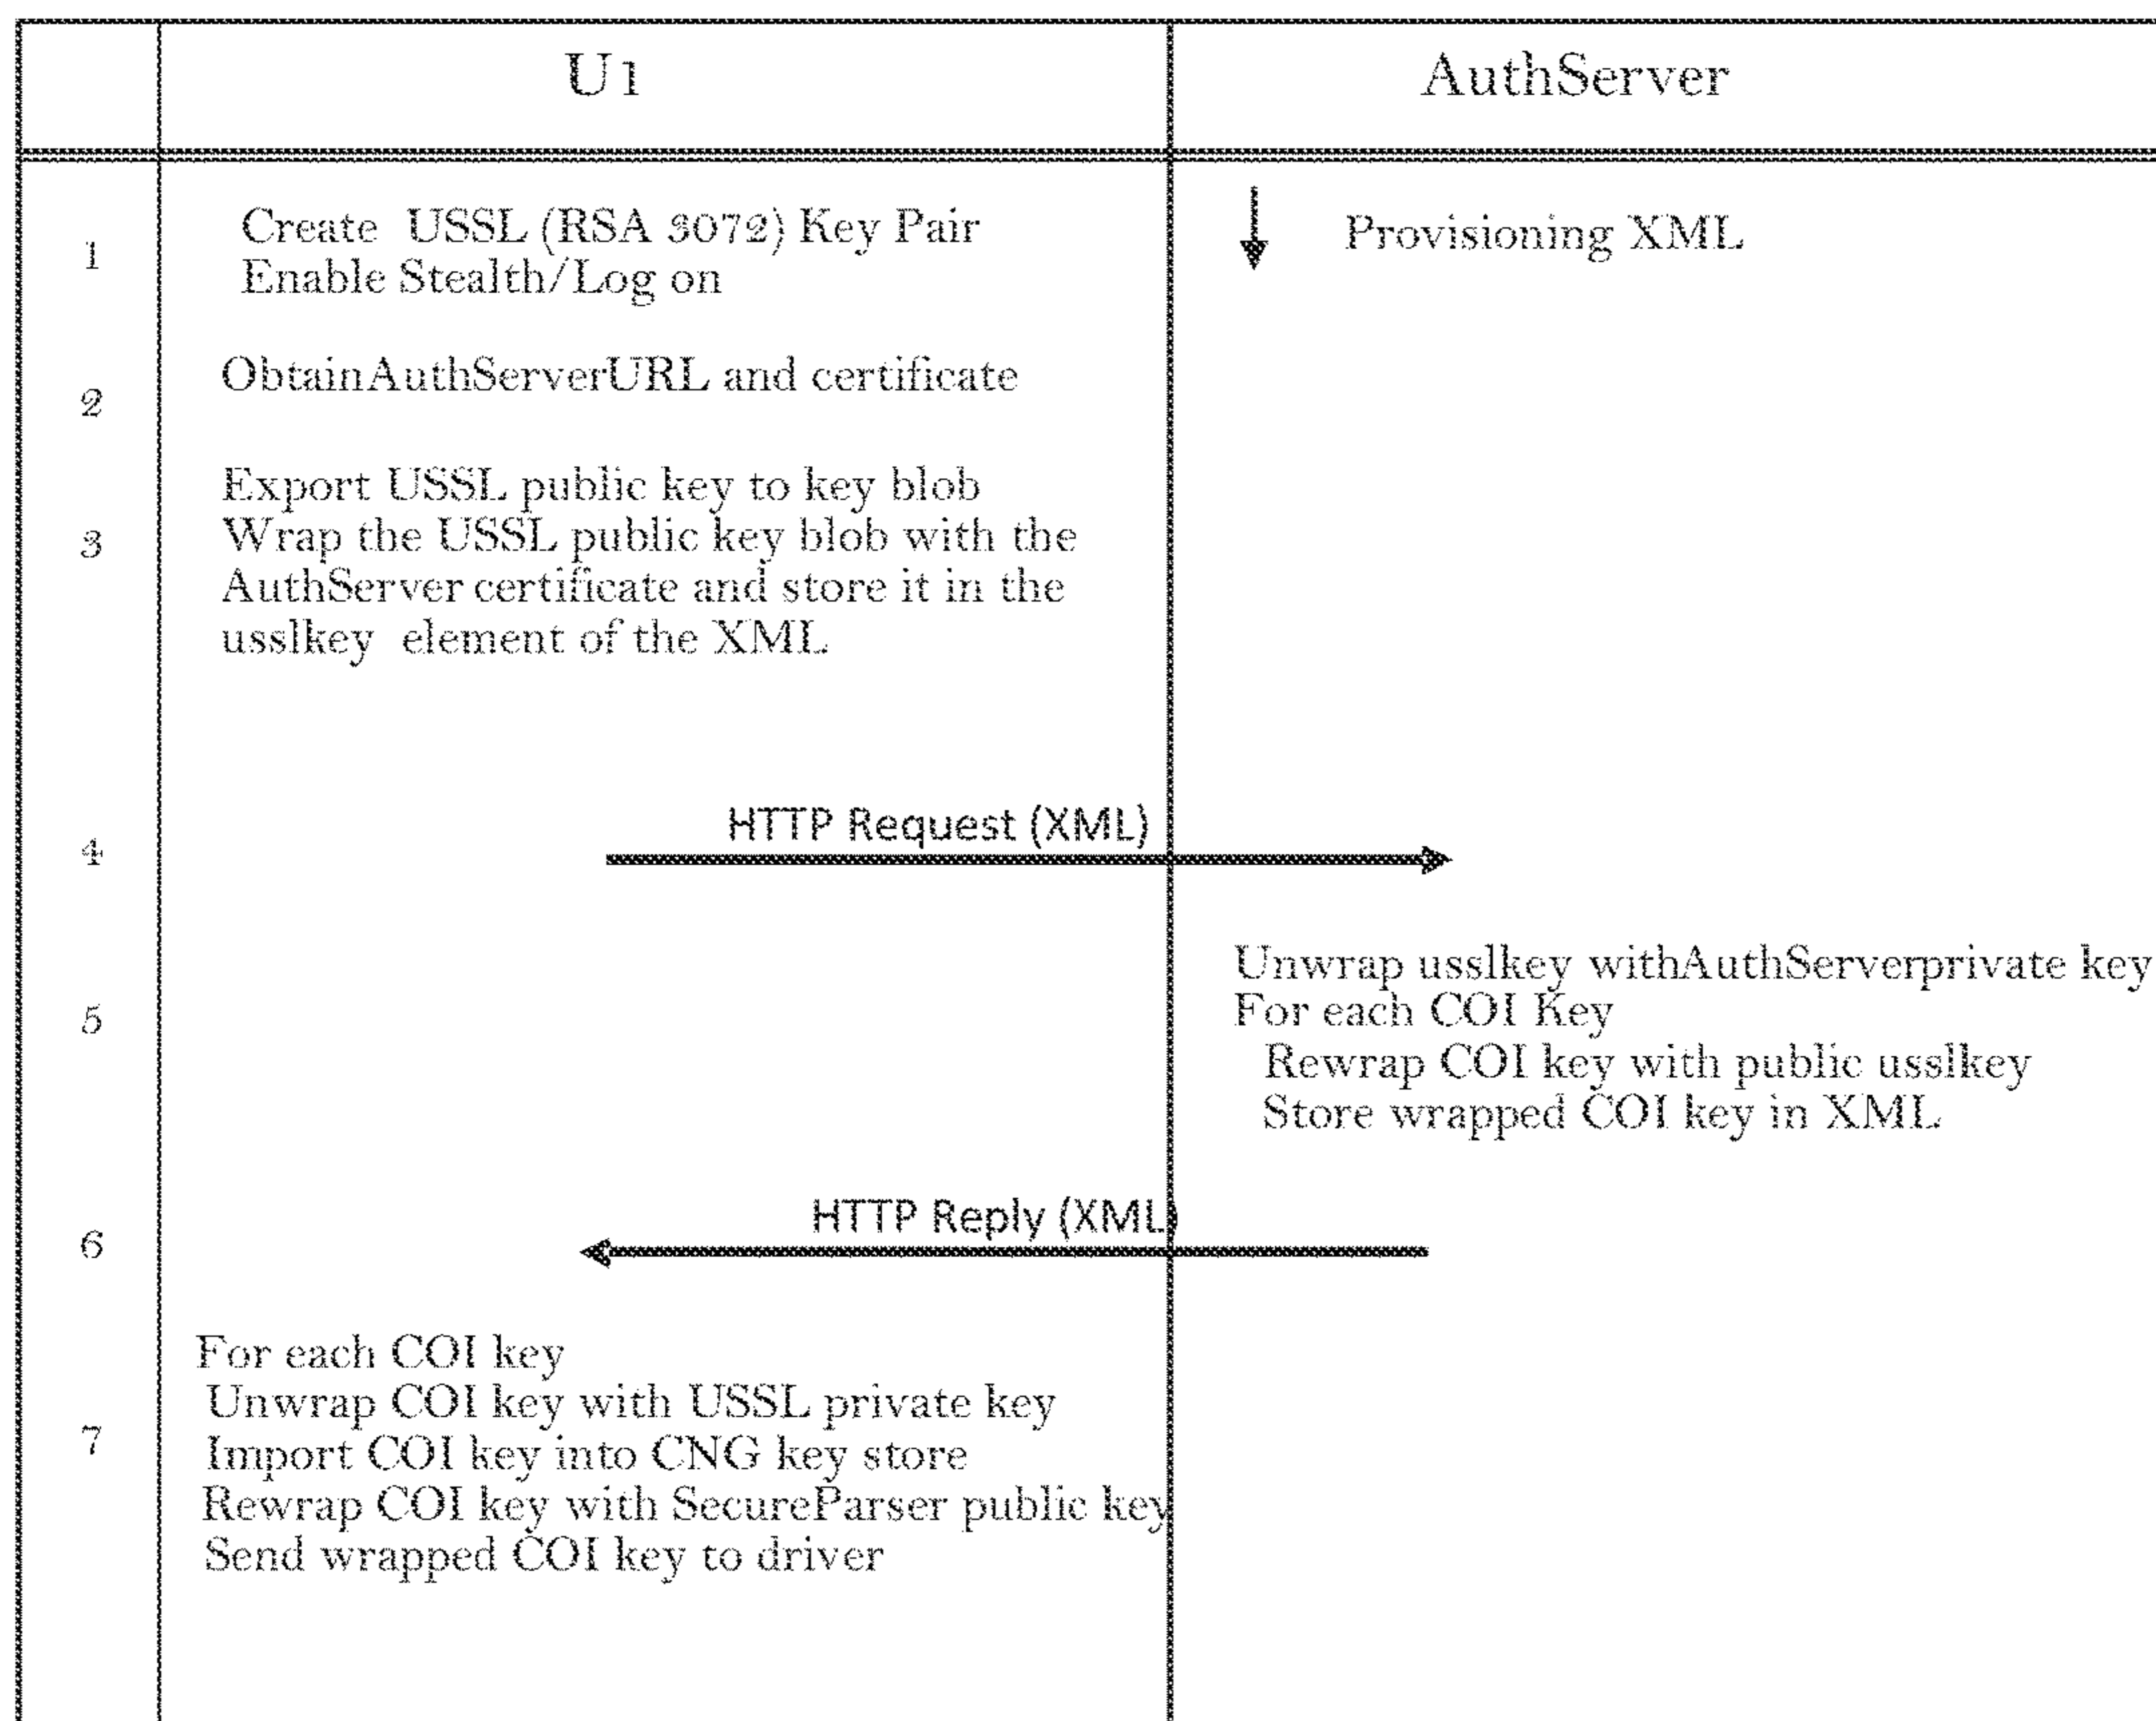 U1
AuthServer
1
Create USSL (RSA 3072) Key Pair
Enable Stealth/Log on
Provisioning XML
2
ObtainAuthServerURL and certificate
3
Export USSL public key to key blob
Wrap the USSL public key blob with the
AuthServer certificate and store it in the
usslkey element of the XML
4
HTTP Request (XML)
5
Unwrap usslkey withAuthServerprivate key
For each COI Key
Rewrap COI key with public usslkey
Store wrapped COI key in XML
6
HTTP Reply (XML)
7
For each COI key
Unwrap COI key with USSL private key
Import COI key into CNG key store
Rewrap COI key with SecureParser public key
Send wrapped COI key to driver